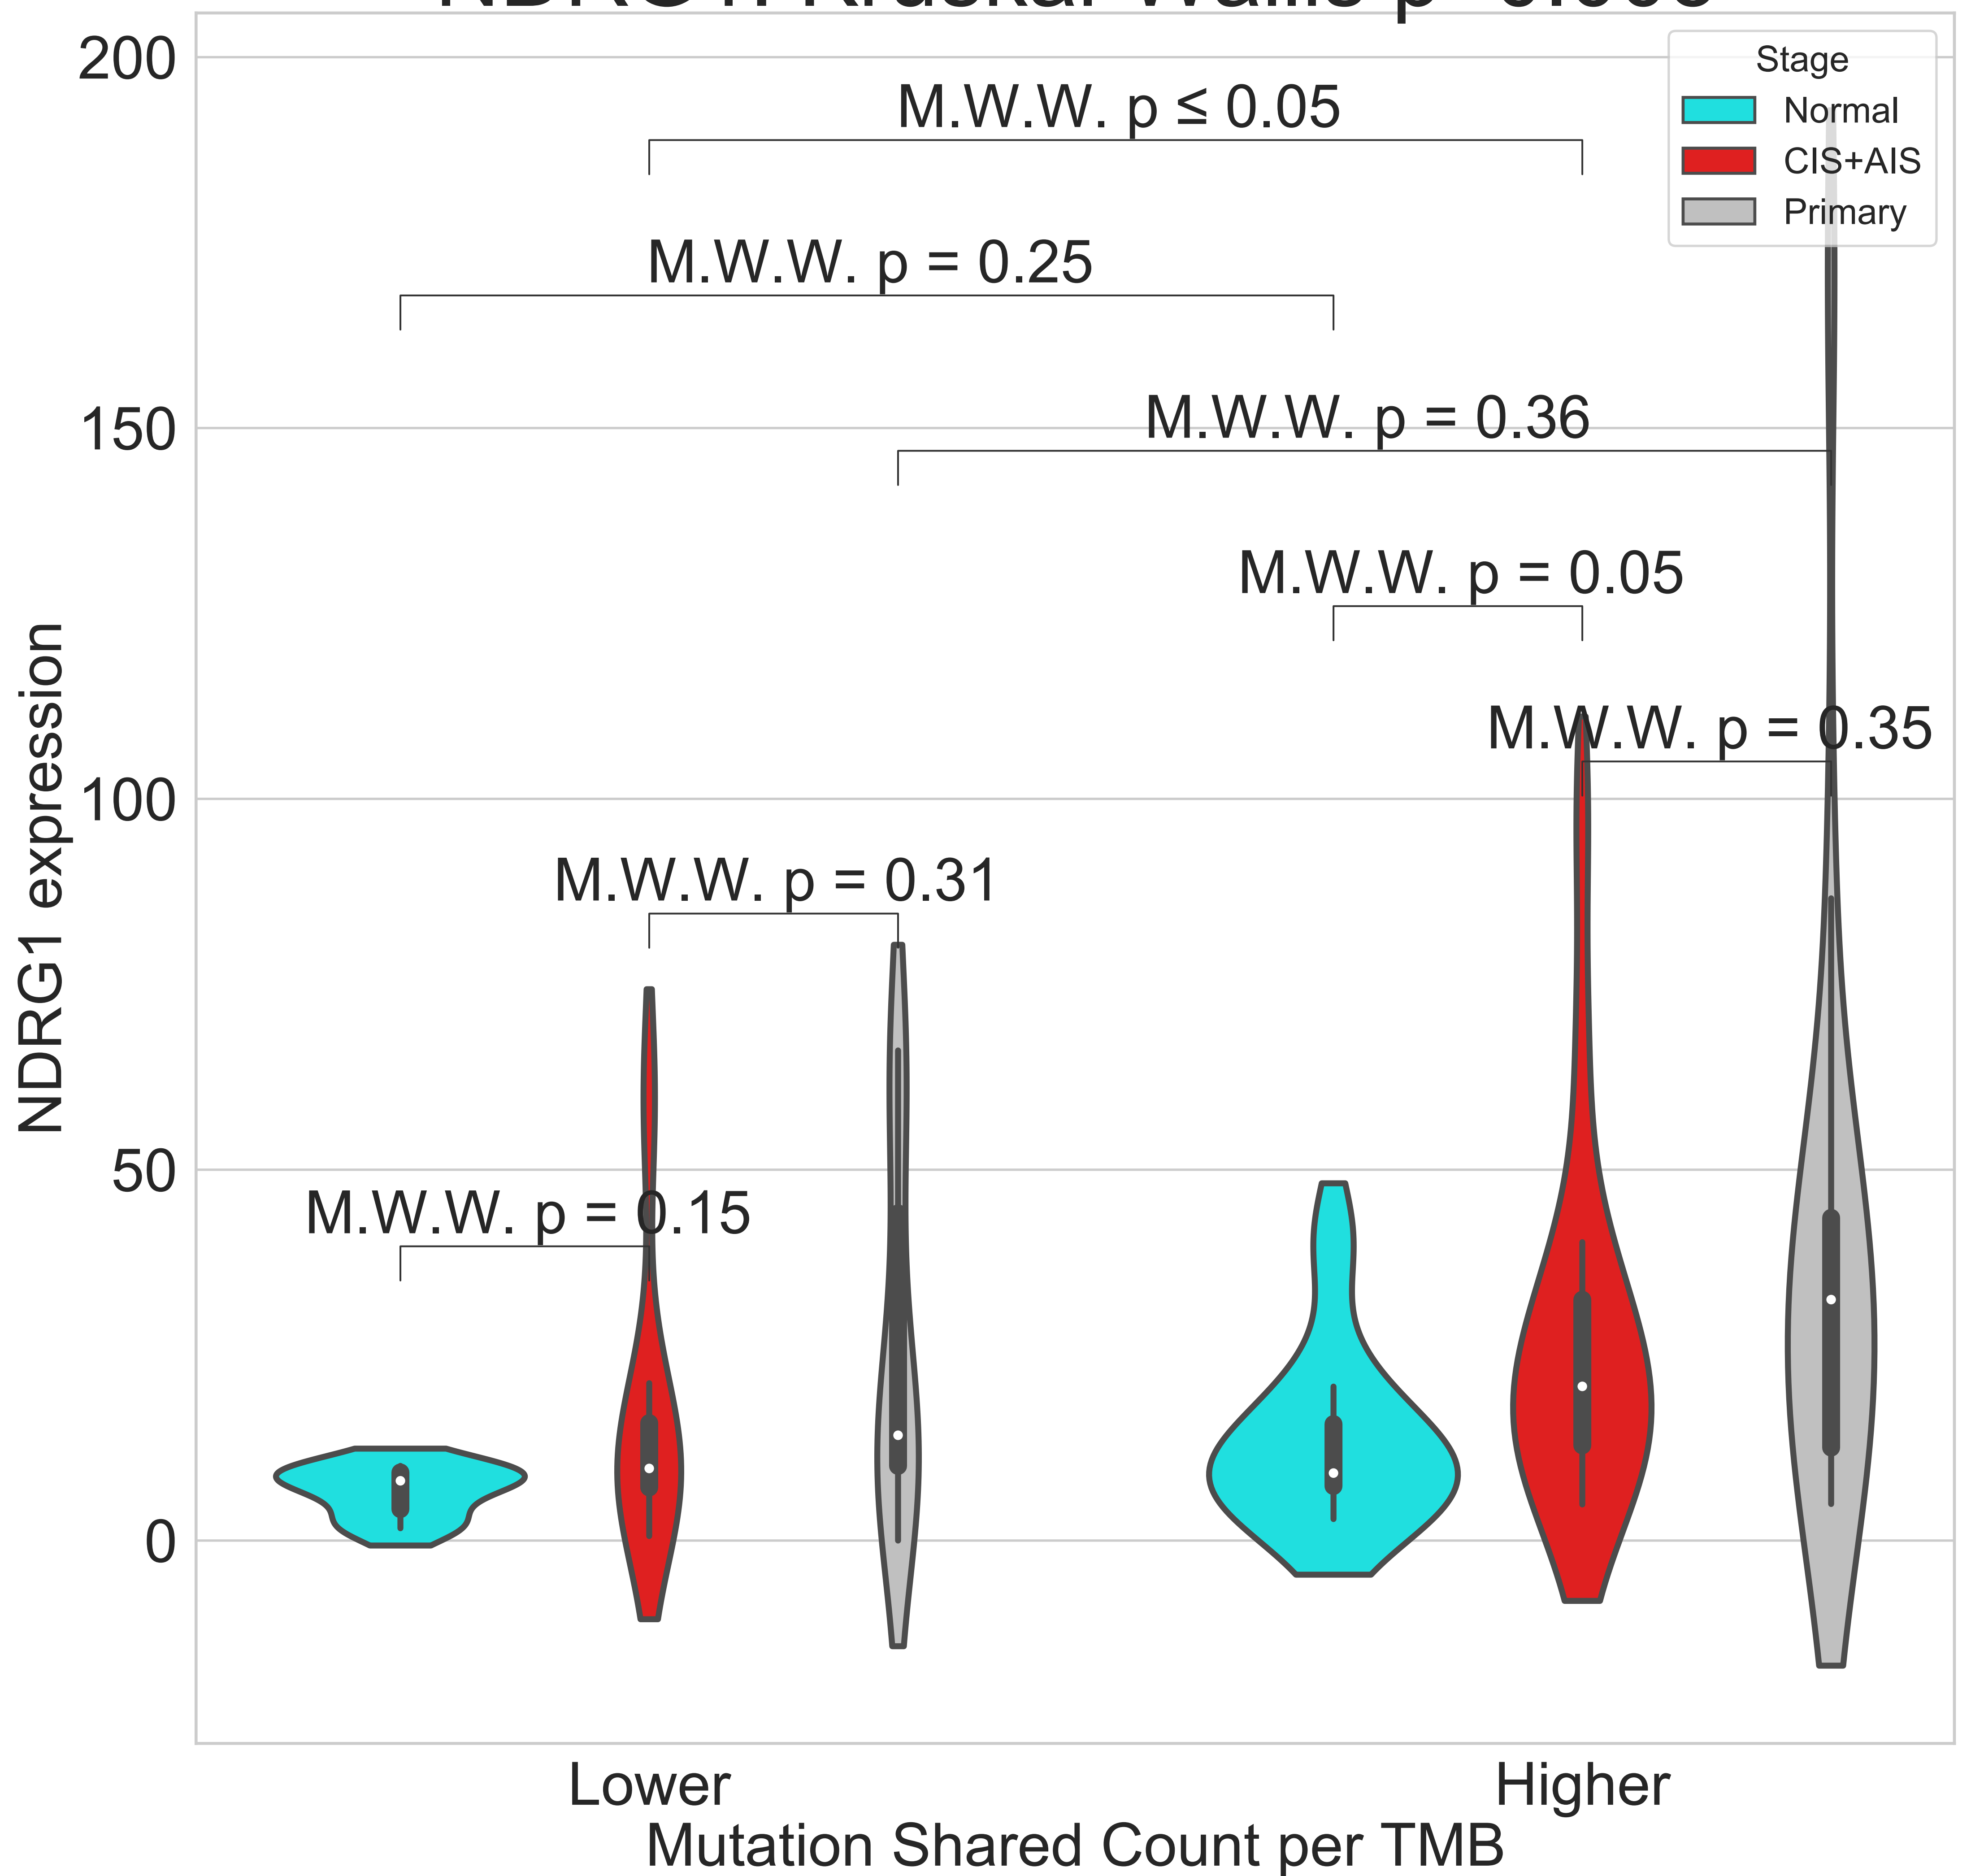 200
M.W.W. p ≤ 0.05
Stage
Normal
CIS+AIS
Primary
M.W.W. p = 0.25
150
M.W.W. p = 0.36
M.W.W. p = 0.05
M.W.W. p = 0.35
100
M.W.W. p = 0.31
NDRG1 expression
50
M.W.W. p = 0.15
0
Lower
Higher
Mutation Shared Count per TMB